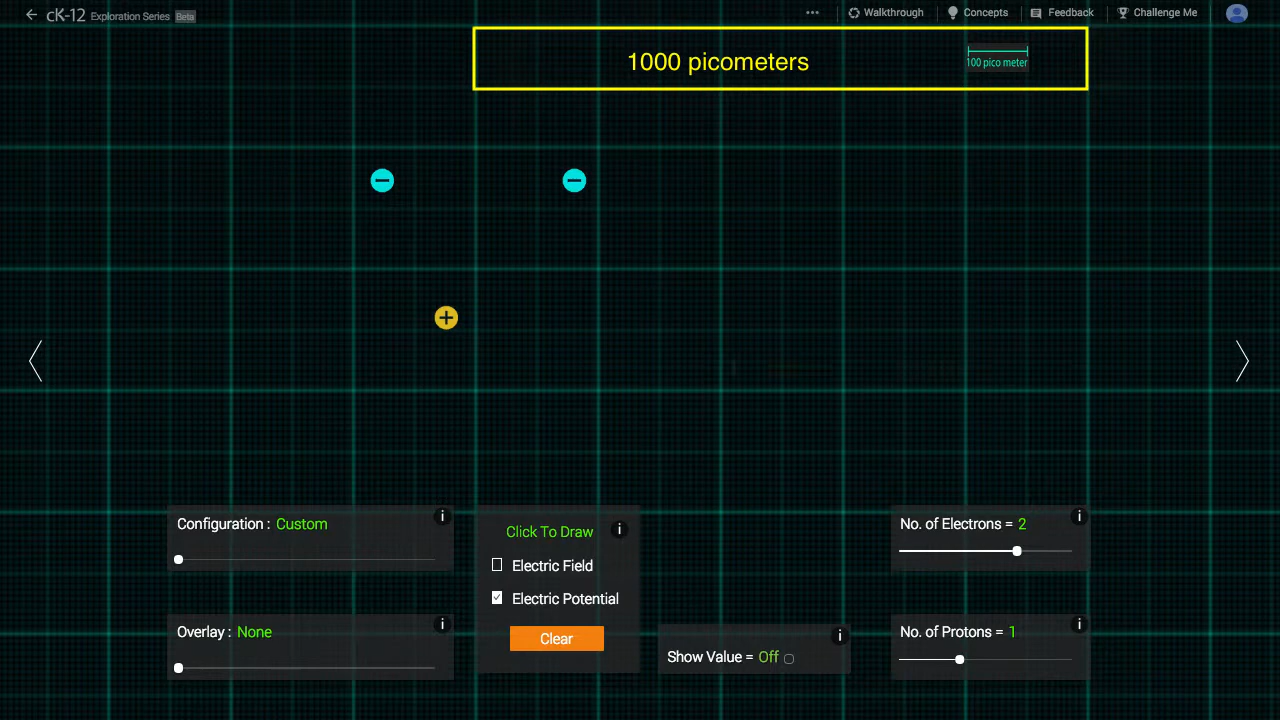 cK-12 Exploration Series Beta
••• Walkthrough Concepts Feedback Challenge Me
1000 picometers
100 pico meter
Configuration : Custom
Click To Draw
Electric Field
Electric Potential
Clear
No. of Electrons = 2
Overlay : None
Show Value = Off
No. of Protons = 1